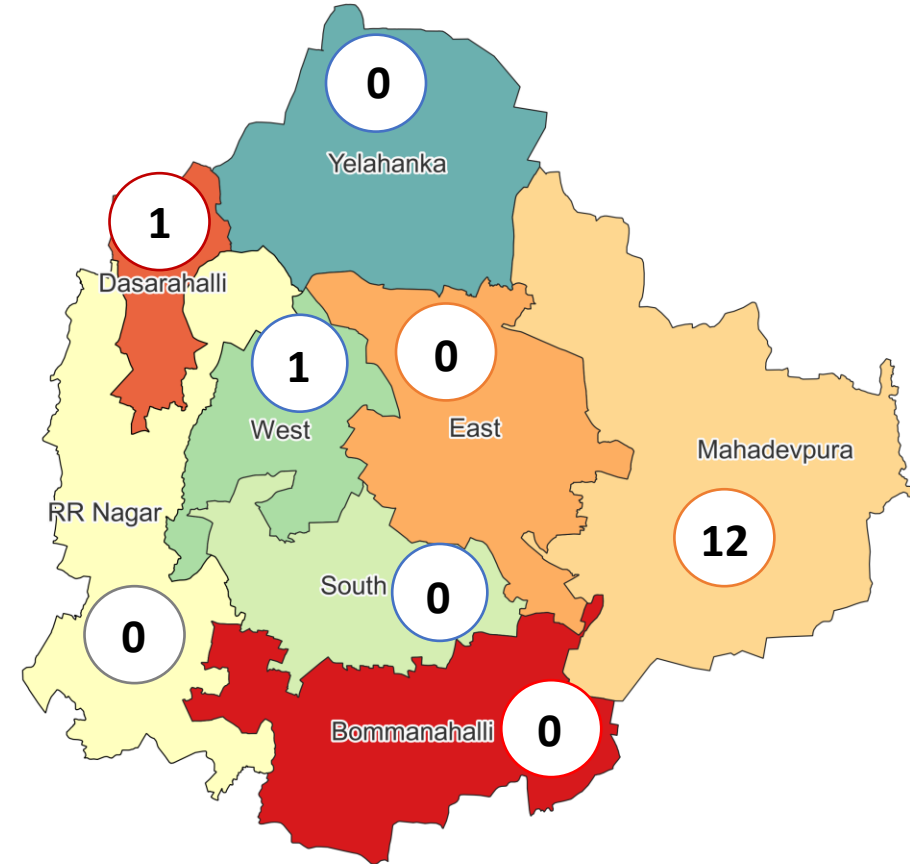 0
Yelahanka
1
Dasarahalli
1
West
0
East
Mahadevpura
12
RR Nagar
0
South
0
Bommanahalli
0